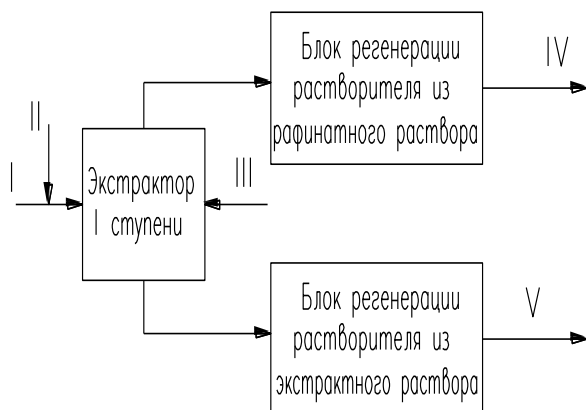 Блок регенерации
растворителя из
рафинатного раствора
IV
II
I
Экстрактор
I ступени
III
Блок регенерации
растворителя из
экстрактного раствора
V